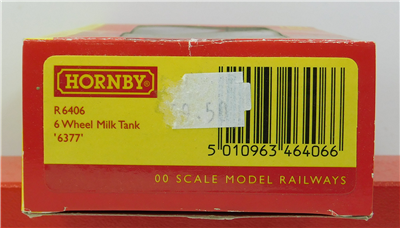 HORNBY
R6406
6 Wheel Milk Tank
'6377'
5 010963 464066
00 SCALE MODEL RAILWAYS